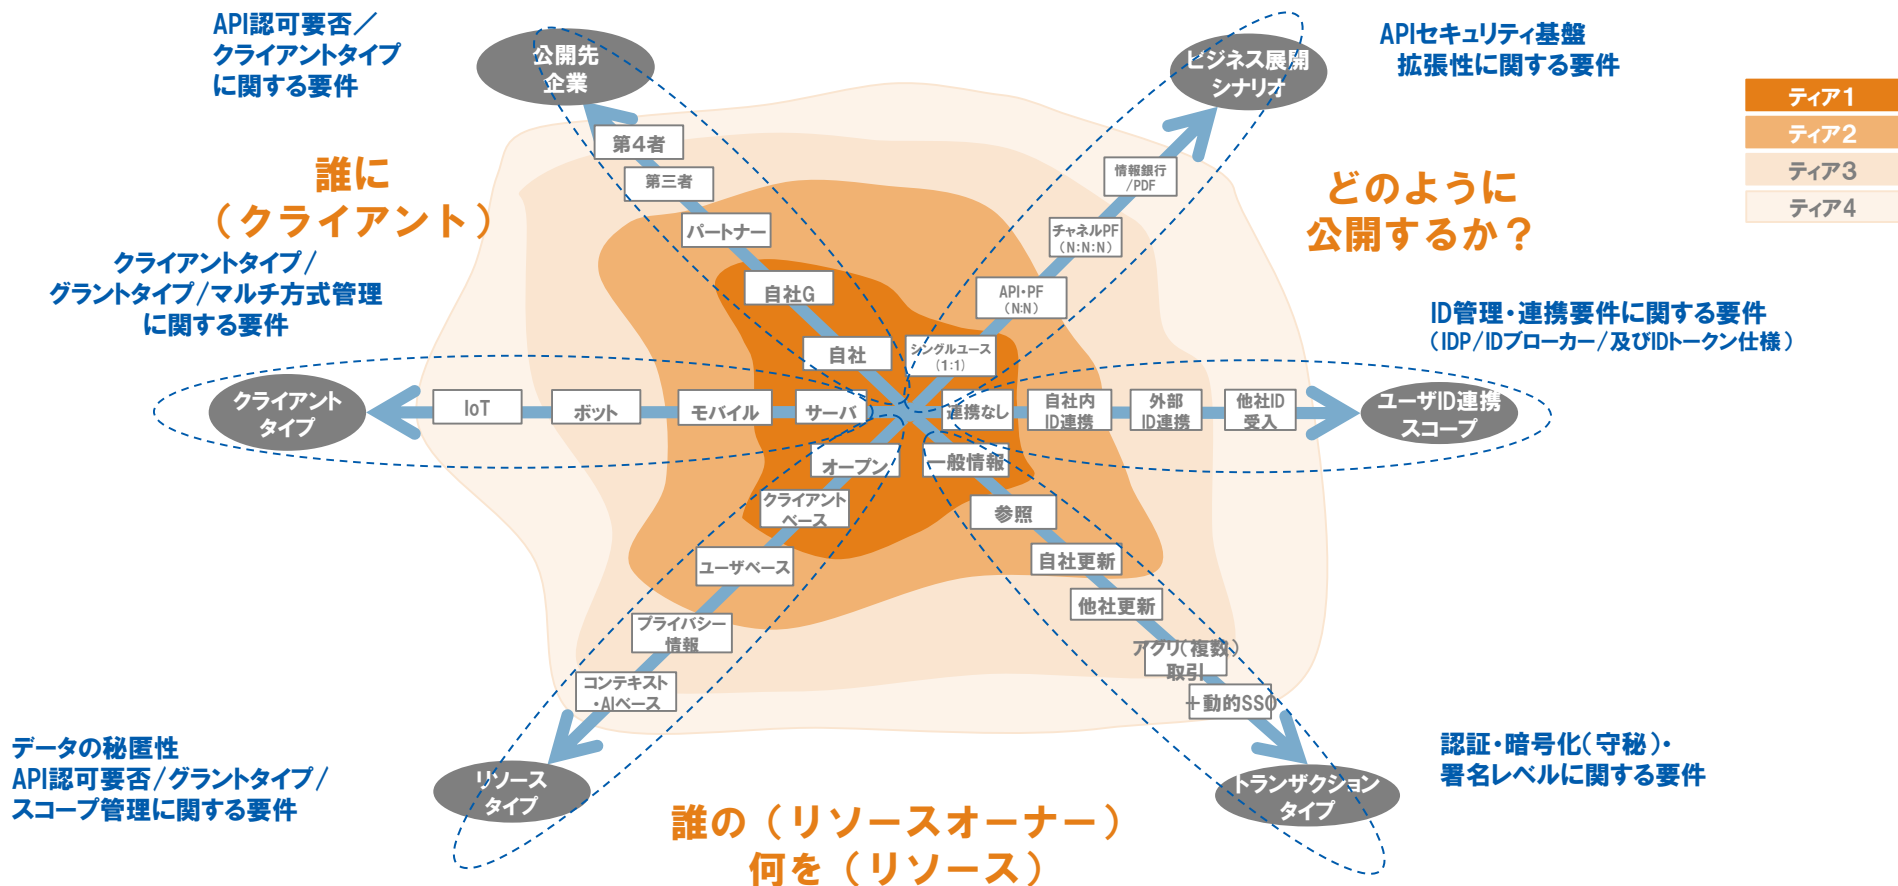 API認可要否／
クライアントタイプ
に関する要件
公開先
企業
ビジネス展開
シナリオ
APIセキュリティ基盤
拡張性に関する要件
ティア1
ティア2
ティア3
ティア4
誰に
（クライアント）
どのように
公開するか？
第４者
第三者
パートナー
自社G
自社
情報銀行
/PDF
チャネルPF
（N:N:N）
API・PF
（N:N）
シングルユース
（1:1）
クライアントタイプ/
グラントタイプ/マルチ方式管理
に関する要件
ID管理・連携要件に関する要件
（IDP/IDブローカー/及びIDトークン仕様）
クライアント
タイプ
IoT
ボット
モバイル
サーバ
連携なし
自社内
ID連携
外部
ID連携
他社ID
受入
ユーザID連携
スコープ
オープン
クライアント
ベース
ユーザベース
プライバシー
情報
コンテキスト
・AIベース
一般情報
参照
自社更新
他社更新
アグリ（複数）
取引
＋動的SSO
データの秘匿性
API認可要否/グラントタイプ/
スコープ管理に関する要件
リソース
タイプ
トランザクション
タイプ
認証・暗号化（守秘）・
署名レベルに関する要件
誰の（リソースオーナー）
何を（リソース）